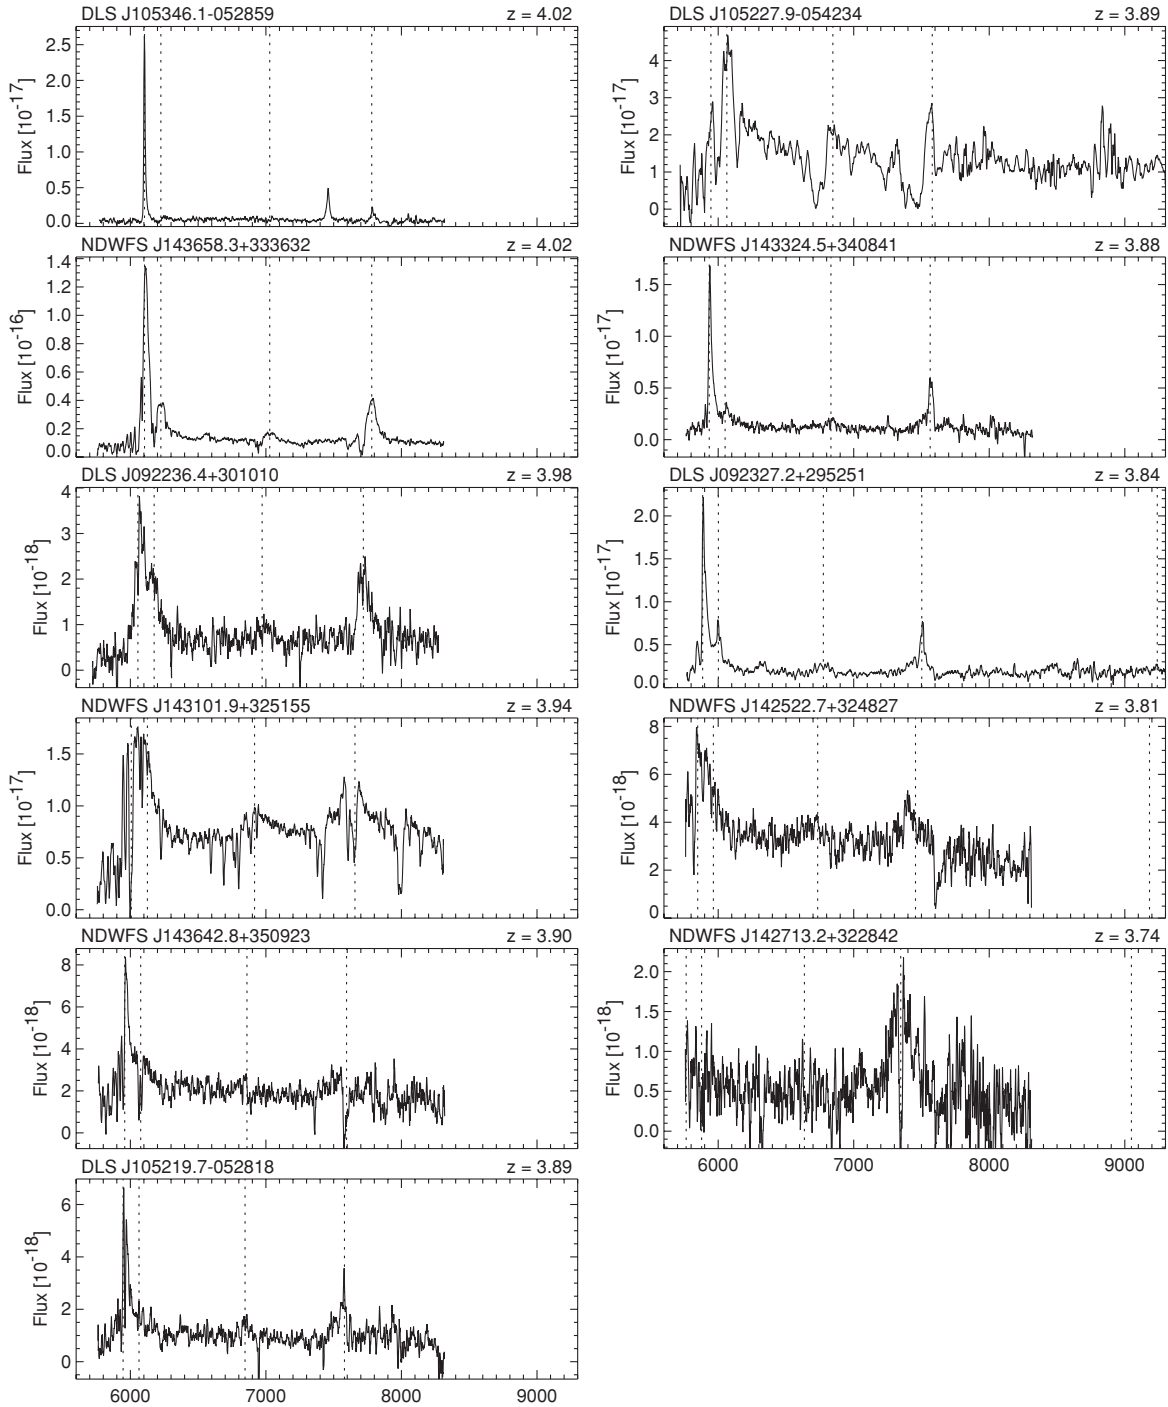 DLS J105346.1-052859 z = 4.02
Flux [10-17]
2.5
2.0
1.5
1.0
0.5
0.0
NDWFS J143658.3+333632 z = 4.02
Flux [10-16]
1.4
1.2
1.0
0.8
0.6
0.4
0.2
0.0
DLS J092236.4+301010 z = 3.98
Flux [10-18]
4
3
2
1
0
NDWFS J143101.9+325155 z = 3.94
Flux [10-17]
1.5
1.0
0.5
0.0
NDWFS J143642.8+350923 z = 3.90
Flux [10-18]
8
6
4
2
0
DLS J105219.7-052818 z = 3.89
Flux [10-18]
6
4
2
0
6000 7000 8000 9000
DLS J105227.9-054234 z = 3.89
Flux [10-17]
4
3
2
1
0
NDWFS J143324.5+340841 z = 3.88
Flux [10-17]
1.5
1.0
0.5
0.0
DLS J092327.2+295251 z = 3.84
Flux [10-17]
2.0
1.5
1.0
0.5
0.0
NDWFS J142522.7+324827 z = 3.81
Flux [10-18]
8
6
4
2
0
NDWFS J142713.2+322842 z = 3.74
Flux [10-18]
2.0
1.5
1.0
0.5
0.0
6000 7000 8000 9000